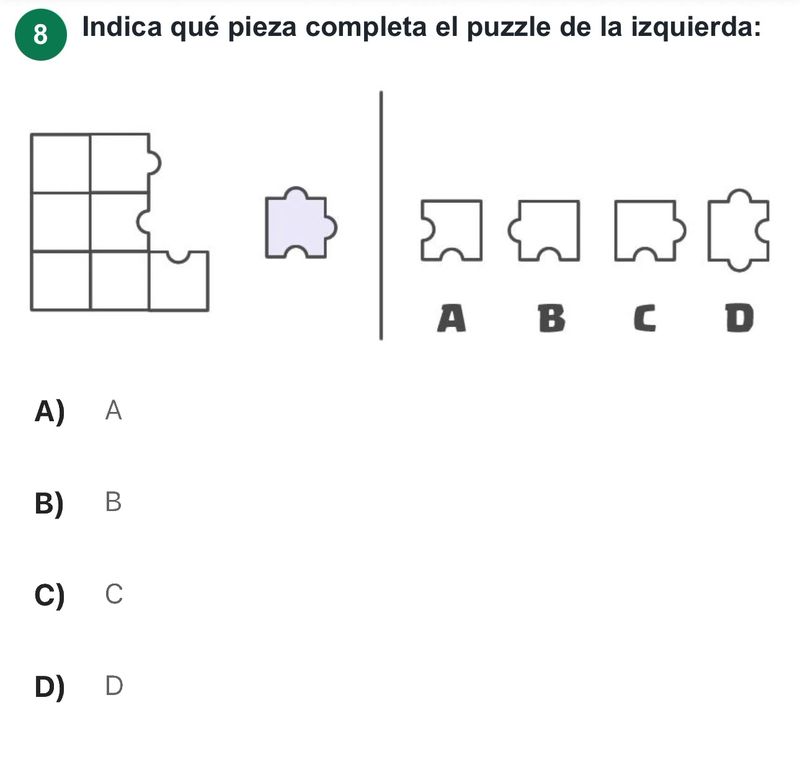 8 Indica qué pieza completa el puzzle de la izquierda:
A B C D
A) A
B) B
C) C
D) D